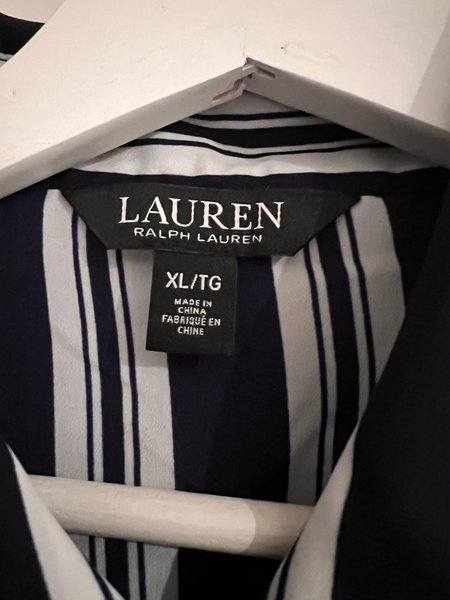 LAUREN
RALPH LAUREN
XL/TG
MADE IN
CHINA
FABRIQUÉ EN
CHINE